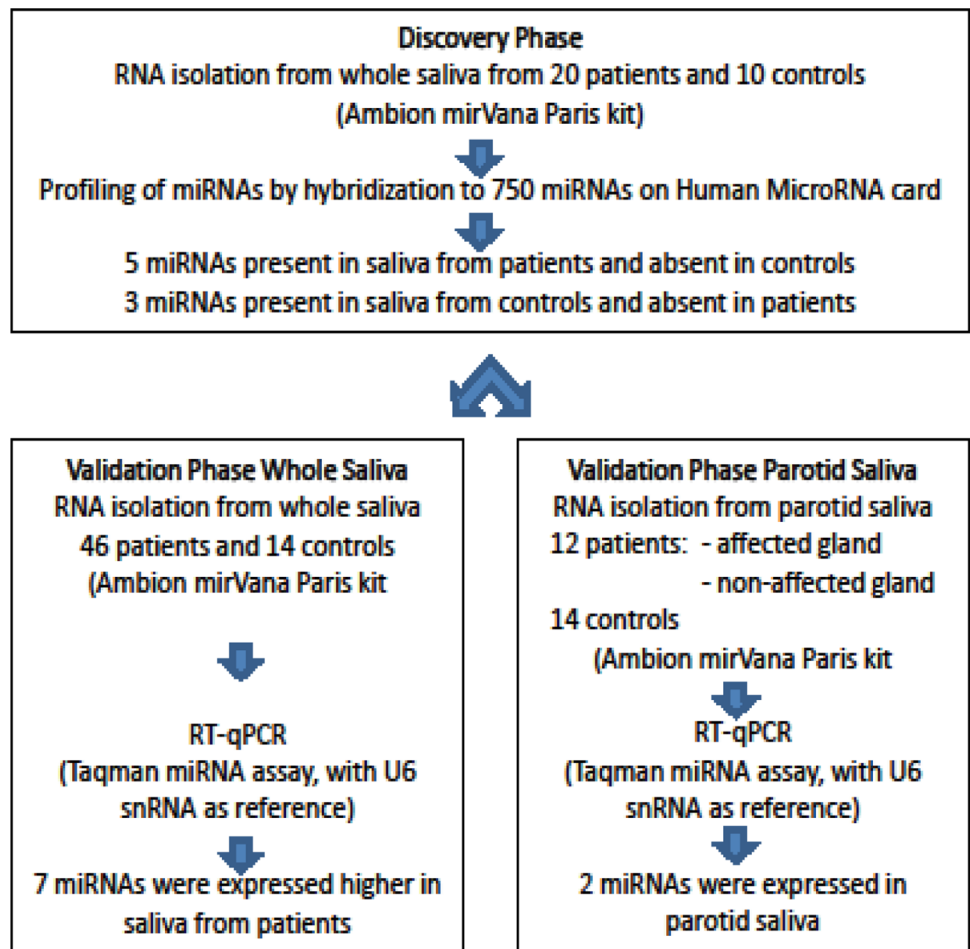 Discovery Phase
RNA isolation from whole saliva from 20 patients and 10 controls
(Ambion mirVana Paris kit)
Profiling of miRNAs by hybridization to 750 miRNAs on Human MicroRNA card
5 miRNAs present in saliva from patients and absent in controls
3 miRNAs present in saliva from controls and absent in patients
Validation Phase Whole Saliva
RNA isolation from whole saliva
46 patients and 14 controls
(Ambion mirVana Paris kit
RT-qPCR
(Taqman miRNA assay, with U6
snRNA as reference)
7 miRNAs were expressed higher in
saliva from patients
Validation Phase Parotid Saliva
RNA isolation from parotid saliva
12 patients: - affected gland
- non-affected gland
14 controls
(Ambion mirVana Paris kit
RT-qPCR
(Taqman miRNA assay, with U6
snRNA as reference)
2 miRNAs were expressed in
parotid saliva